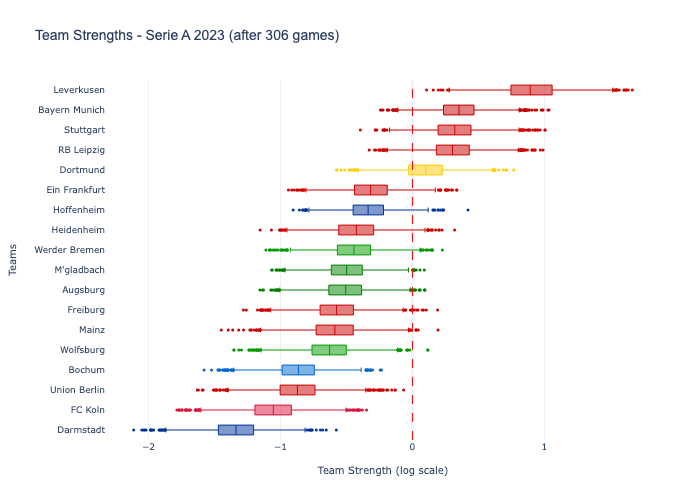 Team Strengths - Serie A 2023 (after 306 games)
Leverkusen
Bayern Munich
Stuttgart
RB Leipzig
Dortmund
Ein Frankfurt
Hoffenheim
Heidenheim
Werder Bremen
M'gladbach
Augsburg
Freiburg
Mainz
Wolfsburg
Bochum
Union Berlin
FC Koln
Darmstadt
Teams
−2 −1 0 1
Team Strength (log scale)